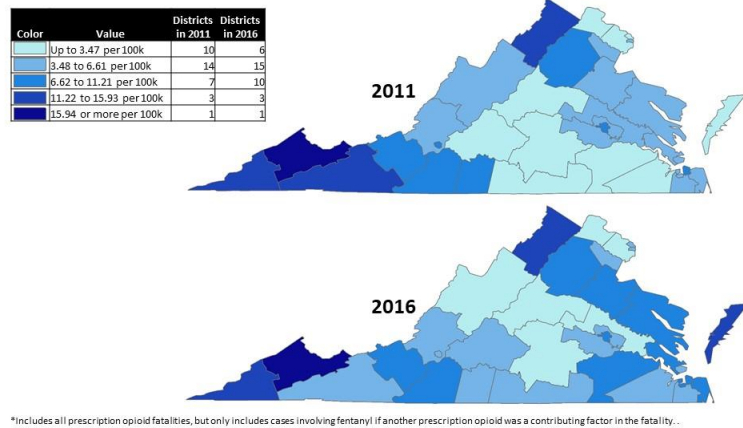 Color Value Districts in 2011 Districts in 2016
Up to 3.47 per 100k 10 6
3.48 to 6.61 per 100k 14 15
6.62 to 11.21 per 100k 7 10
11.22 to 15.93 per 100k 3 3
15.94 or more per 100k 1 1
2011
2016
*Includes all prescription opioid fatalities, but only includes cases involving fentanyl if another prescription opioid was a contributing factor in the fatality. .